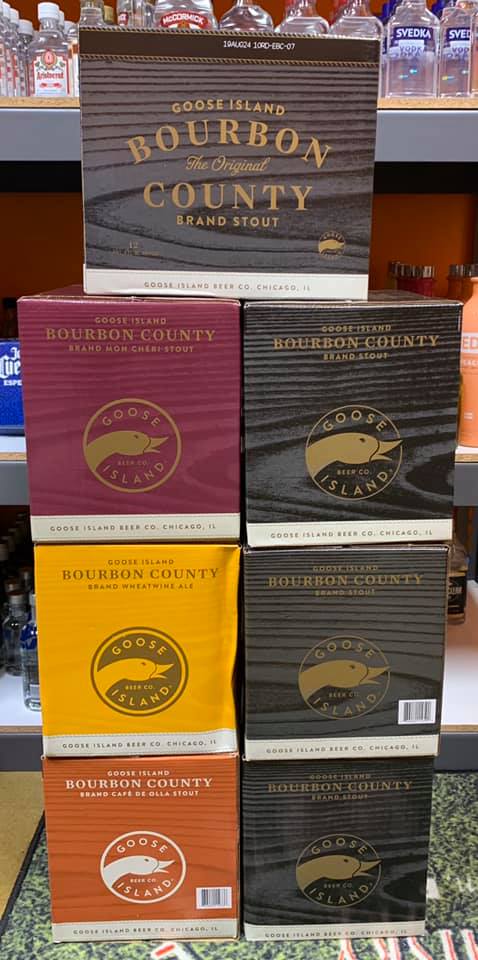 Aristocrat
McCORMICK
SVEDKA
VODKA
SVEDKA
19AUG24 10RD-EBC-07
GOOSE ISLAND
BOURBON
The Original
COUNTY
BRAND STOUT
12
GOOSE ISLAND BEER CO. CHICAGO, IL
GOOSE ISLAND
BOURBON COUNTY
BRAND MON CHÉRI STOUT
GOOSE
BEER CO.
ISLAND
GOOSE ISLAND BEER CO. CHICAGO, IL
GOOSE ISLAND
BOURBON COUNTY
BRAND STOUT
GOOSE
BEER CO.
ISLAND
GOOSE ISLAND BEER CO. CHICAGO, IL
GOOSE ISLAND
BOURBON COUNTY
BRAND WHEATWINE ALE
GOOSE
BEER CO.
ISLAND
GOOSE ISLAND BEER CO. CHICAGO, IL
GOOSE ISLAND
BOURBON COUNTY
BRAND STOUT
GOOSE
BEER CO.
ISLAND
GOOSE ISLAND BEER CO. CHICAGO, IL
GOOSE ISLAND
BOURBON COUNTY
BRAND CAFÉ DE OLLA STOUT
GOOSE
BEER CO.
ISLAND
GOOSE ISLAND BEER CO. CHICAGO, IL
GOOSE ISLAND
BOURBON COUNTY
BRAND STOUT
GOOSE
BEER CO.
ISLAND
GOOSE ISLAND BEER CO. CHICAGO, IL